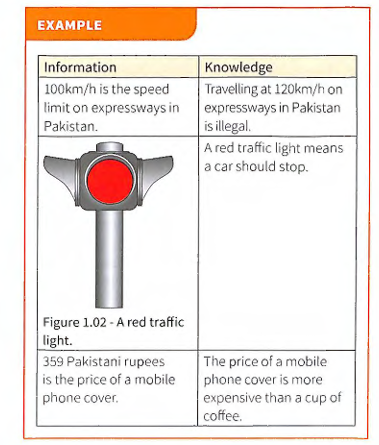 EXAMPLE
Information
Knowledge
100km/h is the speed
limit on expressways in
Pakistan.
Travelling at 120km/h on
expressways in Pakistan
is illegal.
Figure 1.02 - A red traffic
light.
A red traffic light means
a car should stop.
359 Pakistani rupees
is the price of a mobile
phone cover.
The price of a mobile
phone cover is more
expensive than a cup of
coffee.